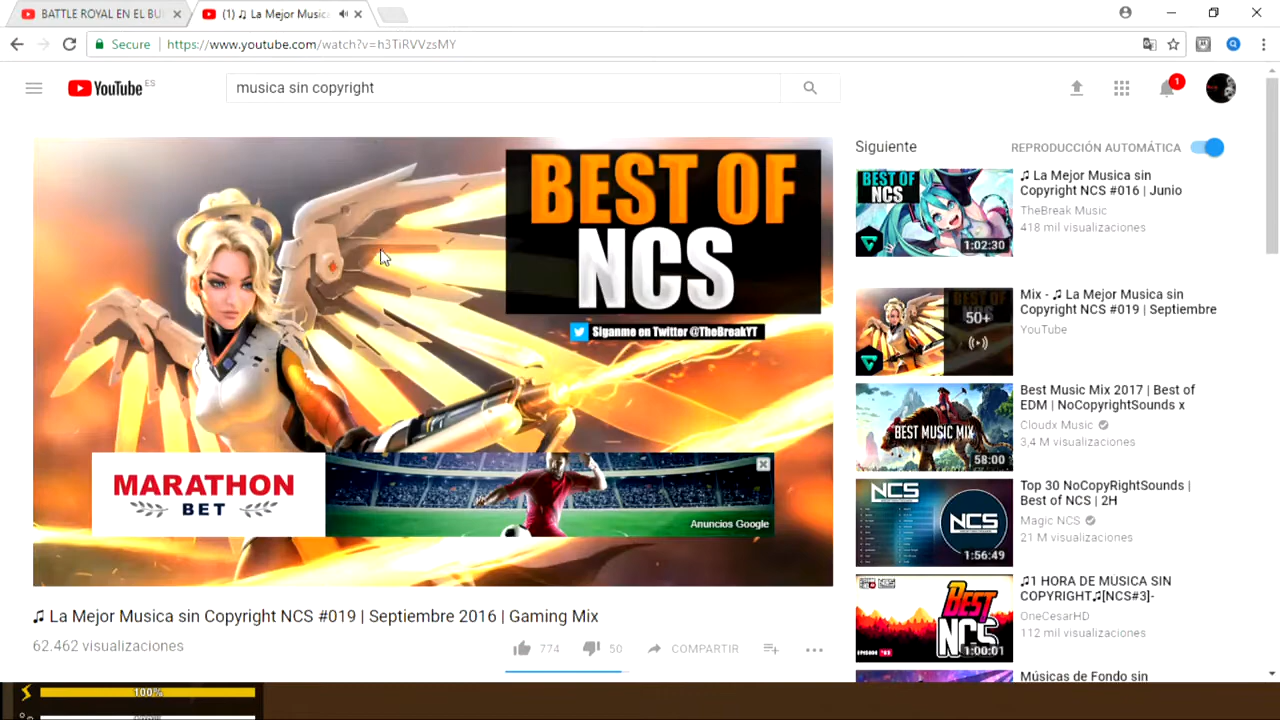 BATTLE ROYAL EN EL BU
(1) ♫ La Mejor Musica
Secure
https://www.youtube.com/watch?v=h3TiRVVzsMY
YouTube ES
musica sin copyright
1
BEST OF
NCS
Siganme en Twitter @TheBreakYT
MARATHON
BET
Anuncios Google
♫ La Mejor Musica sin Copyright NCS #019 | Septiembre 2016 | Gaming Mix
62.462 visualizaciones
774
50
COMPARTIR
Siguiente
REPRODUCCIÓN AUTOMÁTICA
BEST OF
NCS
1:02:30
♫ La Mejor Musica sin
Copyright NCS #016 | Junio
TheBreak Music
418 mil visualizaciones
BEST OF
NCS
50+
Mix - ♫ La Mejor Musica sin
Copyright NCS #019 | Septiembre
YouTube
BEST MUSIC MIX
58:00
Best Music Mix 2017 | Best of
EDM | NoCopyrightSounds x
Cloudx Music
3,4 M visualizaciones
NCS
NCS
1:56:49
Top 30 NoCopyRightSounds |
Best of NCS | 2H
Magic NCS
21 M visualizaciones
BEST
NCS
1:00:01
♫1 HORA DE MÚSICA SIN
COPYRIGHT♫[NCS#3]-
OneCesarHD
112 mil visualizaciones
Músicas de Fondo sin
100%